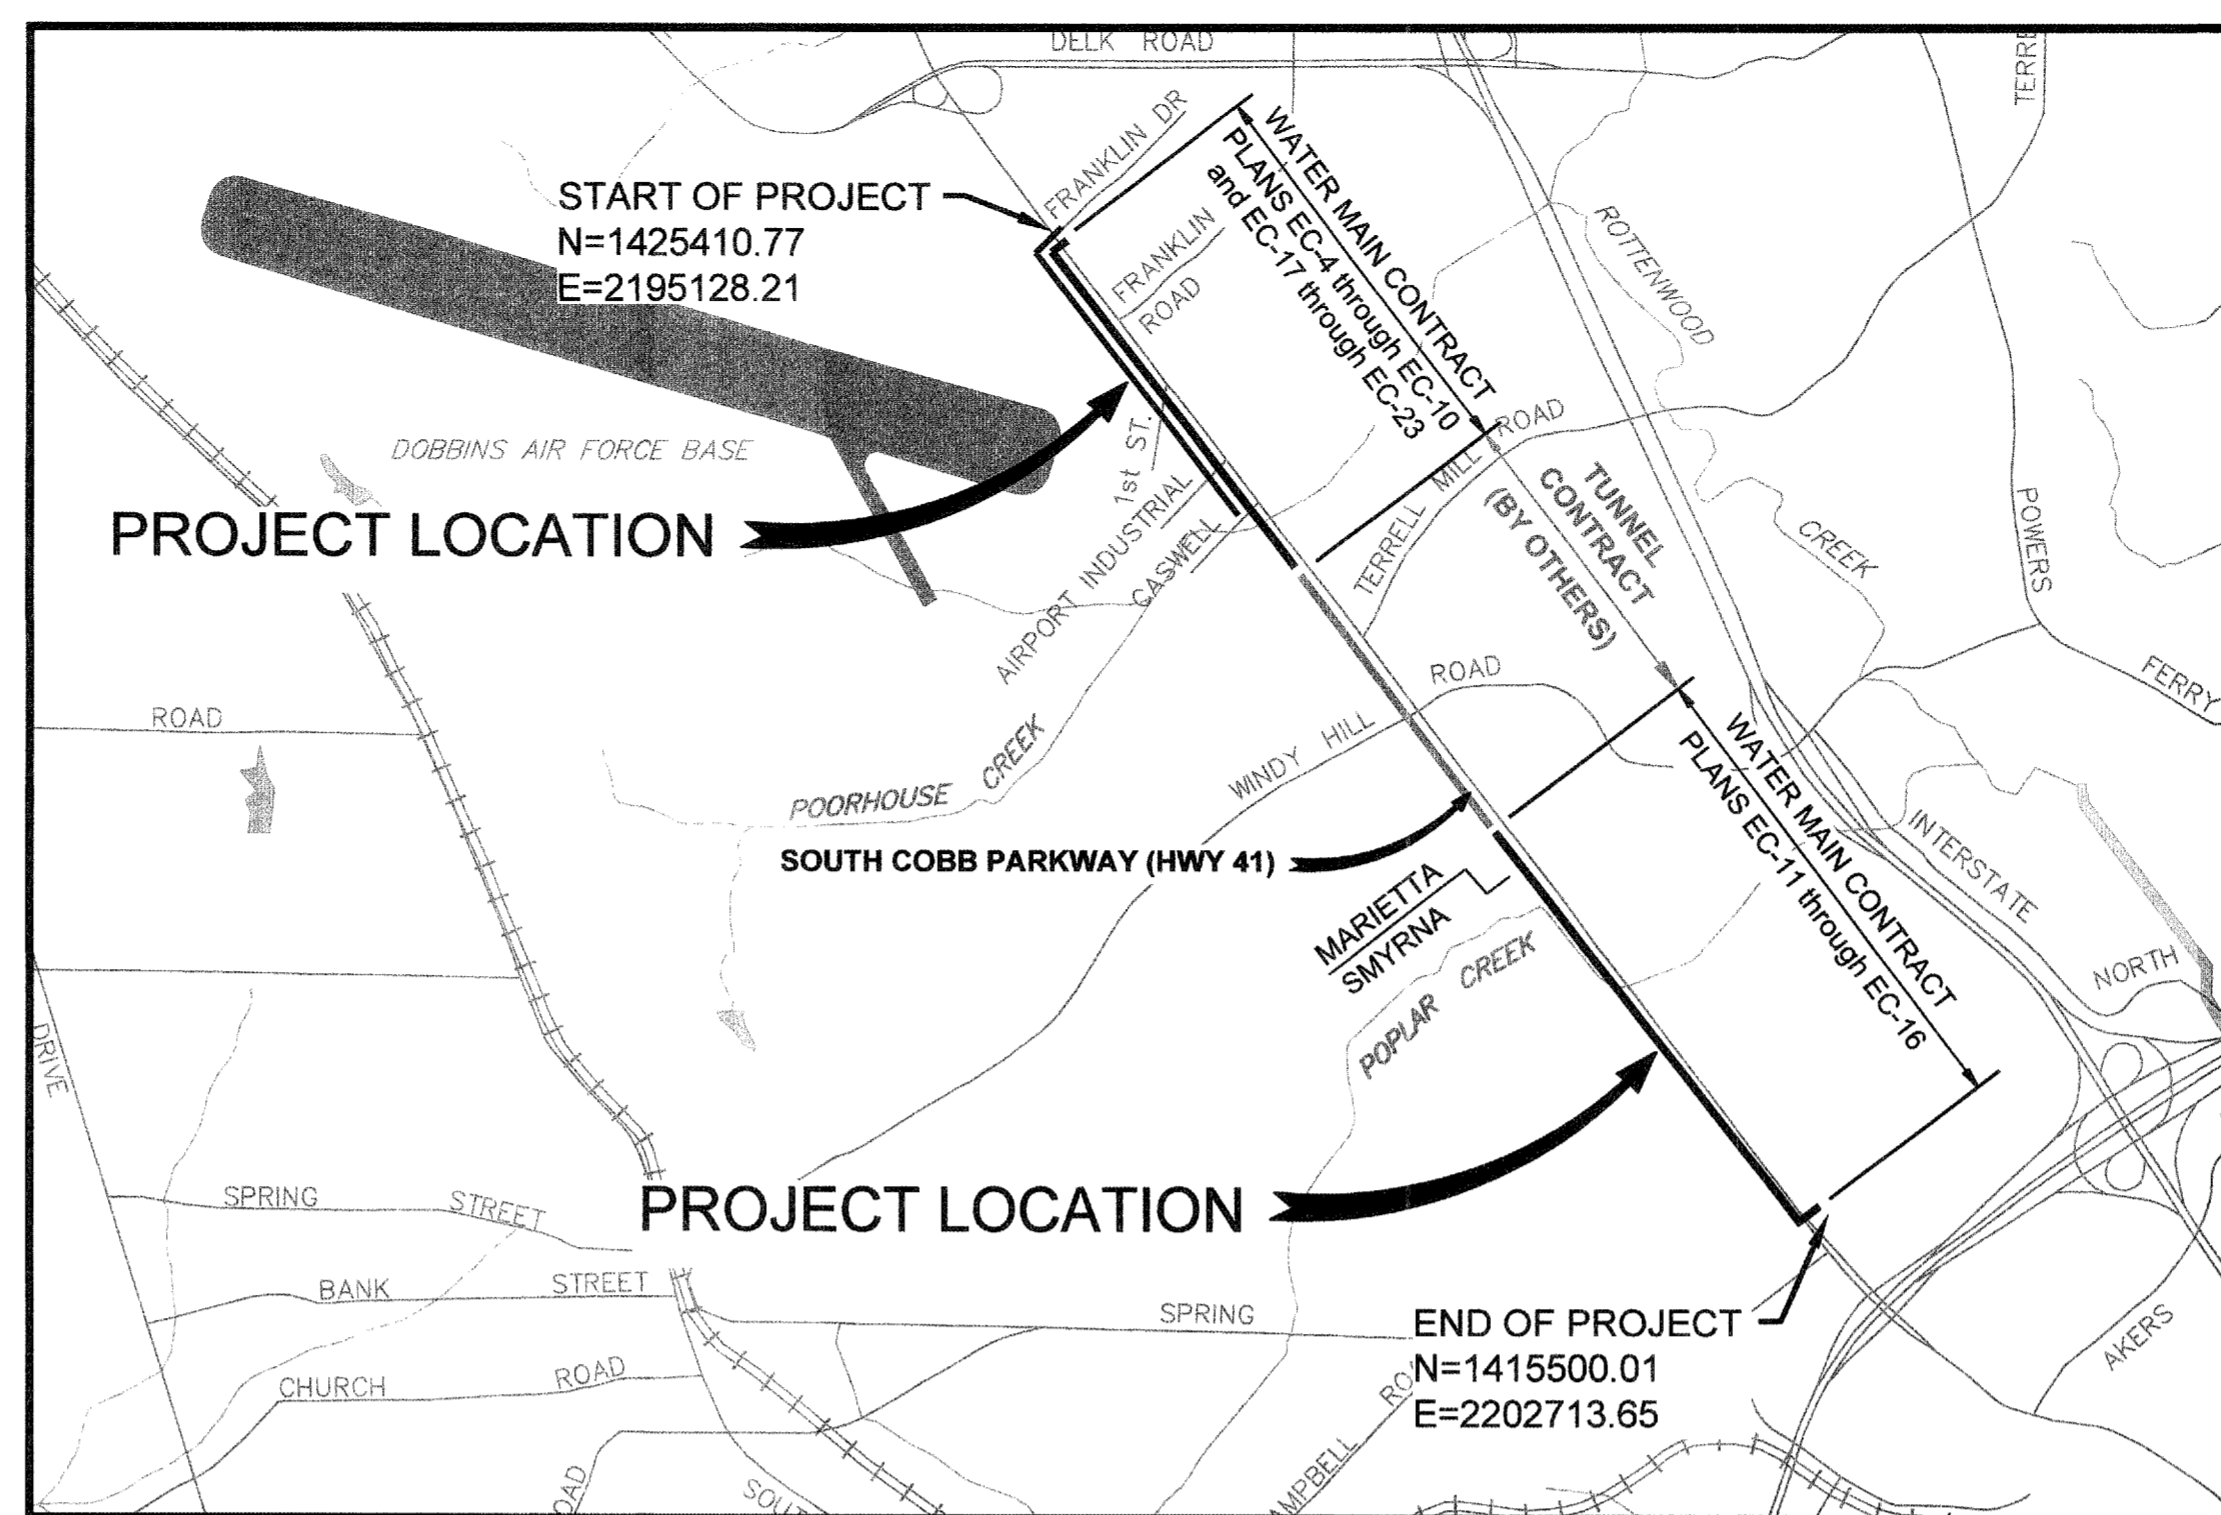 DELK ROAD
TERRE
START OF PROJECT
N=1425410.77
E=2195128.21
FRANKLIN DR
FRANKLIN
ROAD
WATER MAIN CONTRACT
PLANS EC-4 through EC-10
and EC-17 through EC-23
ROTTENWOOD
CREEK
DOBBINS AIR FORCE BASE
PROJECT LOCATION
1st ST.
AIRPORT INDUSTRIAL
CASWELL
TERRELL MILL ROAD
TUNNEL
CONTRACT
(BY OTHERS)
POWERS
FERRY
ROAD
WINDY HILL ROAD
POORHOUSE CREEK
SOUTH COBB PARKWAY (HWY 41)
MARIETTA
SMYRNA
POPLAR CREEK
WATER MAIN CONTRACT
PLANS EC-11 through EC-16
INTERSTATE
NORTH
DRIVE
PROJECT LOCATION
SPRING STREET
BANK STREET
SPRING
CHURCH ROAD
END OF PROJECT
N=1415500.01
E=2202713.65
AKERS
AMPBELL RO
OAD
SOUT